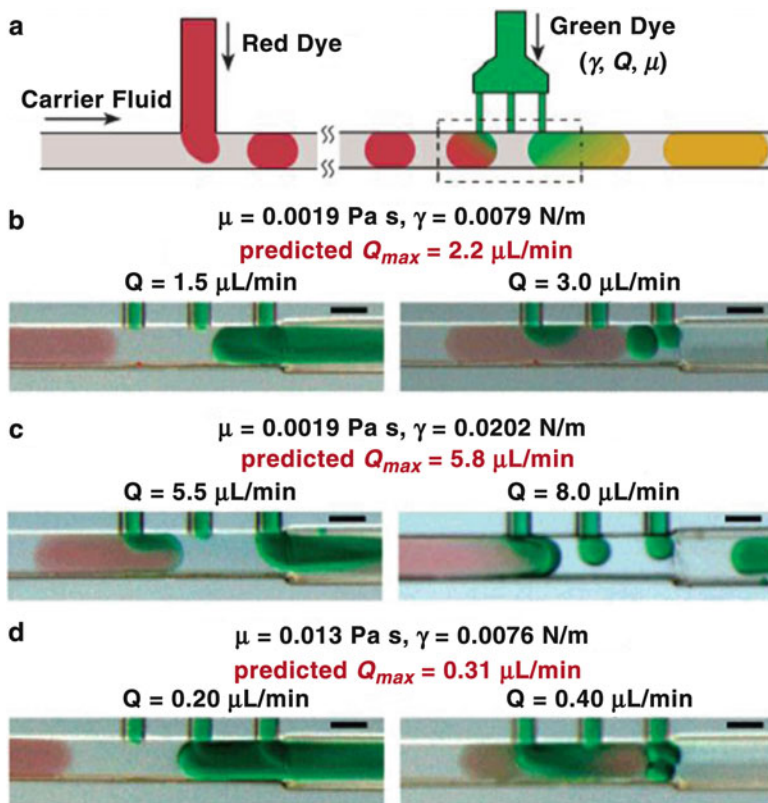 a
Red Dye
Green Dye
(γ, Q, μ)
Carrier Fluid
b
μ = 0.0019 Pa s, γ = 0.0079 N/m
predicted Qmax = 2.2 μL/min
Q = 1.5 μL/min
Q = 3.0 μL/min
c
μ = 0.0019 Pa s, γ = 0.0202 N/m
predicted Qmax = 5.8 μL/min
Q = 5.5 μL/min
Q = 8.0 μL/min
d
μ = 0.013 Pa s, γ = 0.0076 N/m
predicted Qmax = 0.31 μL/min
Q = 0.20 μL/min
Q = 0.40 μL/min